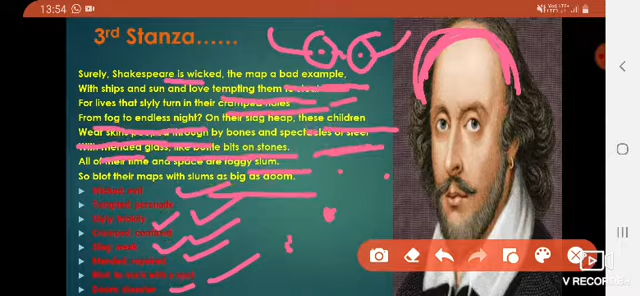 13:54
3rd Stanza......
Surely, Shakespeare is wicked, the map a bad example,
With ships and sun and love tempting them to steal
For lives that slyly turn in their cramped holes
From fog to endless night? On their slag heap, these children
Wear skins peeped through by bones and spectacles of steel
With mended glass, like bottle bits on stones.
All of their time and space are foggy slum.
So blot their maps with slums as big as doom.
Wicked evil
Slyly
Cramped confined
Slag waste
Mended repaired
Blot to mark with a spot
Doom disaster
V RECORDER